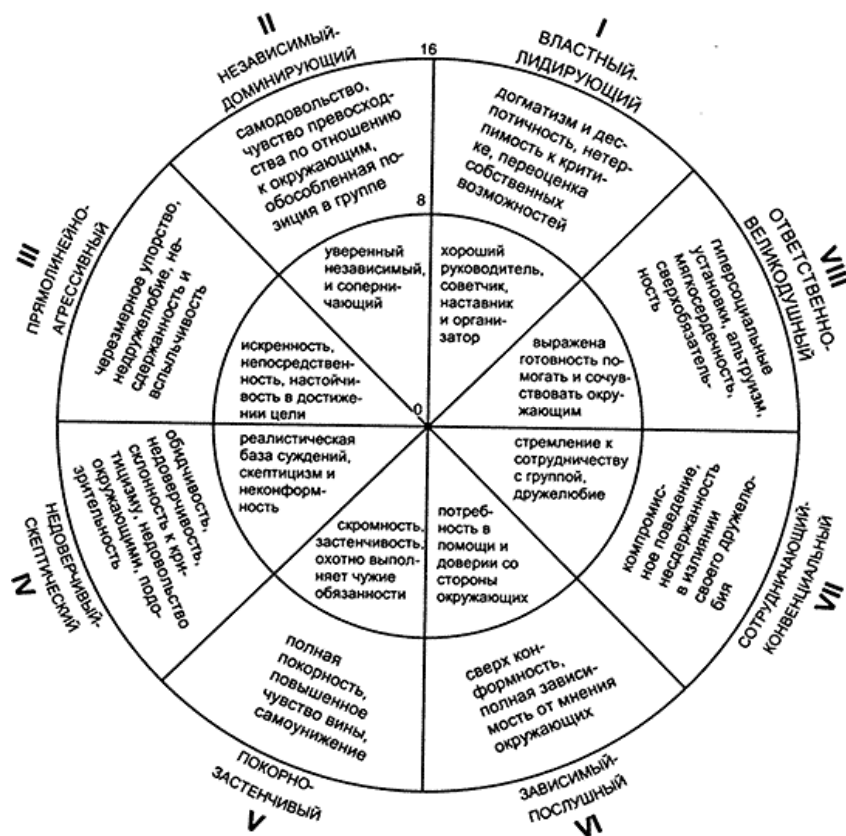 I
ВЛАСТНЫЙ-
ЛИДИРУЮЩИЙ
догматизм и дес-
потичность, нетер-
пимость к крити-
ке, переоценка
собственных
возможностей
хороший
руководитель,
советчик,
наставник
и органи-
затор
II
НЕЗАВИСИМЫЙ-
ДОМИНИРУЮЩИЙ
самодовольство,
чувство превосход-
ства по отношению
к окружающим,
обособленная по-
зиция в группе
уверенный
независимый,
и соперни-
чающий
16
8
0
III
ПРЯМОЛИНЕЙНО-
АГРЕССИВНЫЙ
черезмерное упорство,
недружелюбие, не-
сдержанность и
вспыльчивость
искренность,
непосредствен-
ность, настойчи-
вость в достиже-
нии цели
IV
НЕДОВЕРЧИВЫЙ-
СКЕПТИЧЕСКИЙ
обидчивость,
недоверчивость,
склонность к кри-
тицизму, недовольство
окружающими, подо-
зрительность
реалистическая
база суждений,
скептицизм и
неконформ-
ность
V
ПОКОРНО-
ЗАСТЕНЧИВЫЙ
полная
покорность,
повышенное
чувство вины,
самоунижение
скромность,
застенчивость,
охотно выпол-
няет чужие
обязанности
VI
ЗАВИСИМЫЙ-
ПОСЛУШНЫЙ
сверх кон-
формность,
полная зависи-
мость от мнения
окружающих
потреб-
ность в
помощи и
доверии со
стороны
окружающих
VII
СОТРУДНИЧАЮЩИЙ-
КОНВЕНЦИАЛЬНЫЙ
компромис-
ное поведение,
несдержанность
в излиянии
своего дружелю-
бия
стремление к
сотрудничеству
с группой,
дружелюбие
VIII
ОТВЕТСТВЕННО-
ВЕЛИКОДУШНЫЙ
гиперсоциальные
установки, альтруизм,
мягкосердечность,
сверхобязатель-
ность
выражена
готовность по-
могать и сочув-
ствовать окру-
жающим